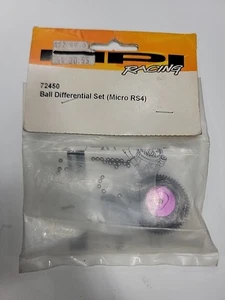 HPI
RACING
72450
Ball Differential Set (Micro RS4)